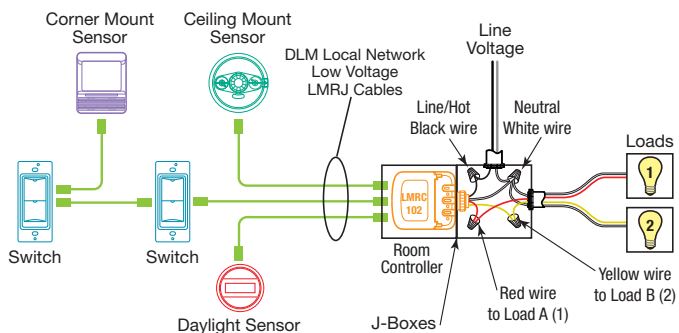 Corner Mount
Sensor
Ceiling Mount
Sensor
DLM Local Network
Low Voltage
LMRJ Cables
Line
Voltage
Line/Hot
Black wire
Neutral
White wire
Loads
1
2
LMRC
102
Switch
Switch
Room
Controller
Daylight Sensor
J-Boxes
Red wire
to Load A (1)
Yellow wire
to Load B (2)